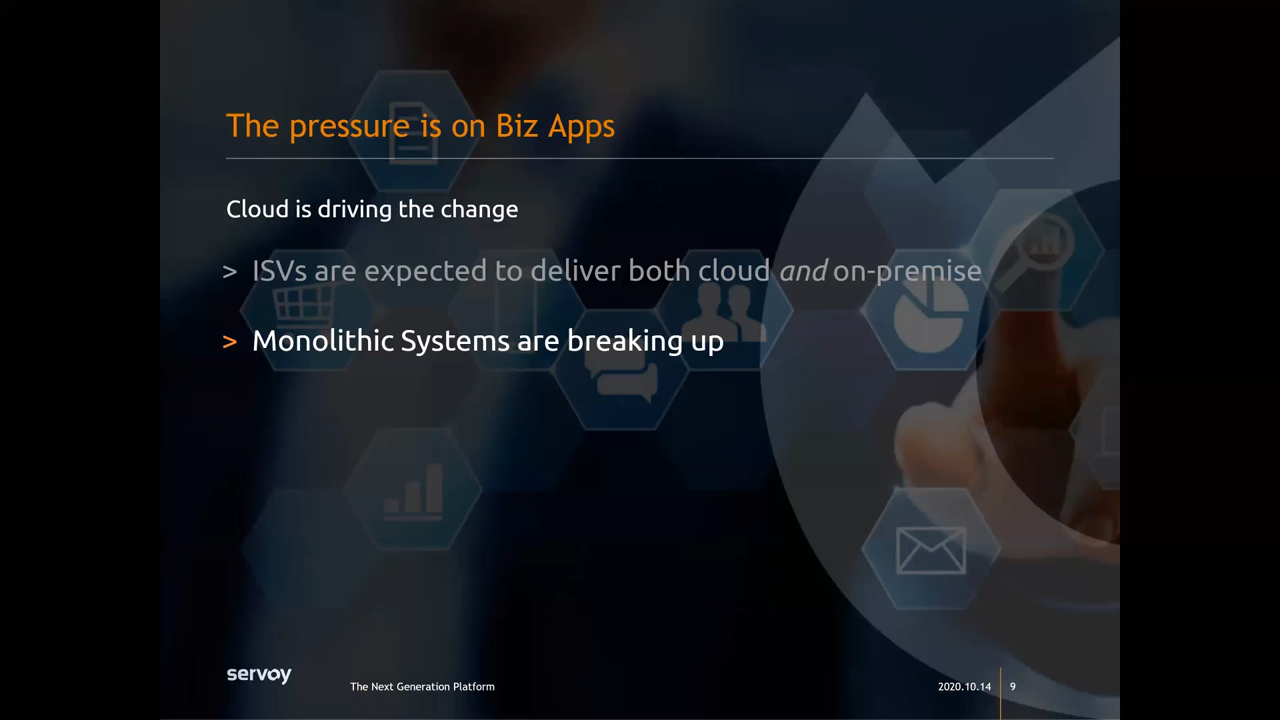 The pressure is on Biz Apps
Cloud is driving the change
> ISVs are expected to deliver both cloud and on-premise
> Monolithic Systems are breaking up
servoy
The Next Generation Platform
2020.10.14
9